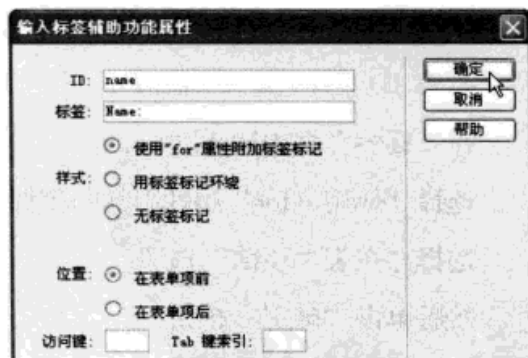 输入标签辅助功能属性
ID: name
确定
标签: Name:
取消
帮助
使用"for"属性附加标签标记
样式: 用标签标记环绕
无标签标记
位置: 在表单项前
在表单项后
访问键: Tab 键索引: